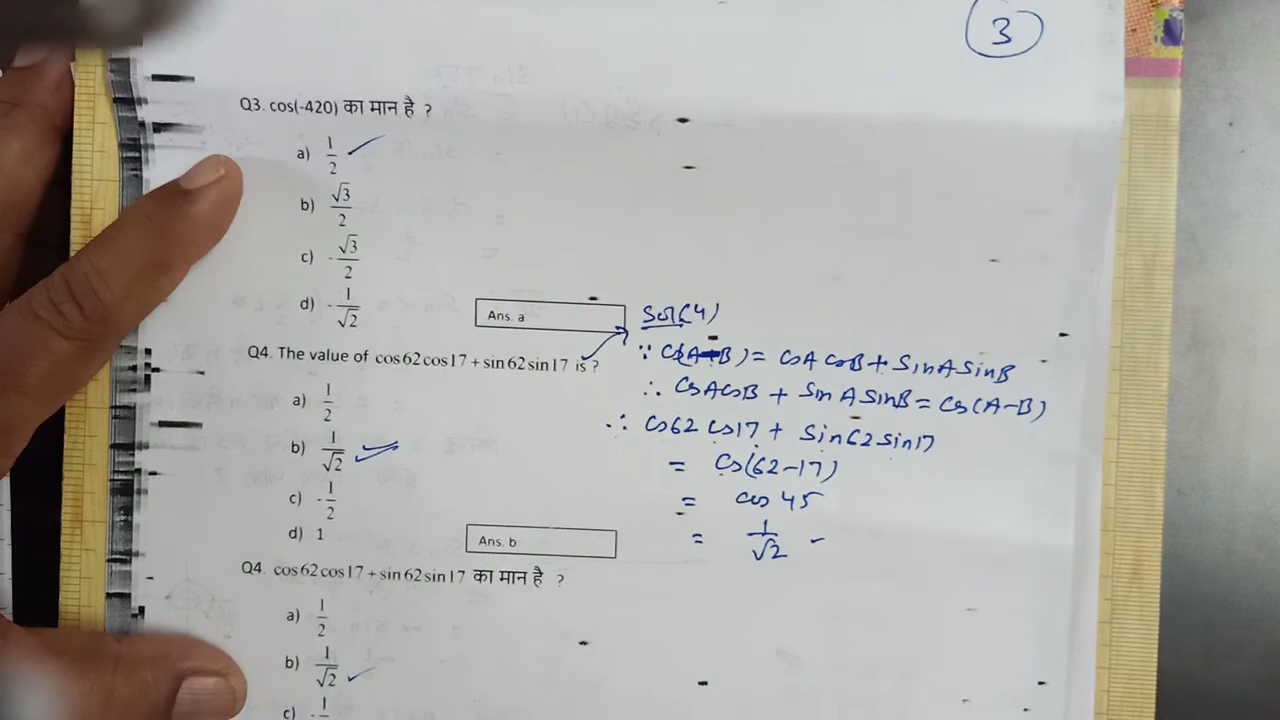 3
Q3. cos(-420) का मान है ?
a) 1/2 ✓
b) √3/2
c) -√3/2
d) -1/√2
Ans. a
Q4. The value of cos62cos17+sin62sin17 is ?
a) 1/2
b) 1/√2
c) -1/2
d) 1
Ans. b
Sol(4)
∵ Cos(A-B) = CosA CosB + SinA SinB
∴ CosACosB + SinA SinB = Cos(A-B)
∴ Cos62 Cos17 + Sin62 Sin17
= Cos(62-17)
= cos 45
= 1/√2
Q4. cos62cos17+sin62sin17 का मान है ?
a) 1/2
b) 1/√2 ✓
c) -1